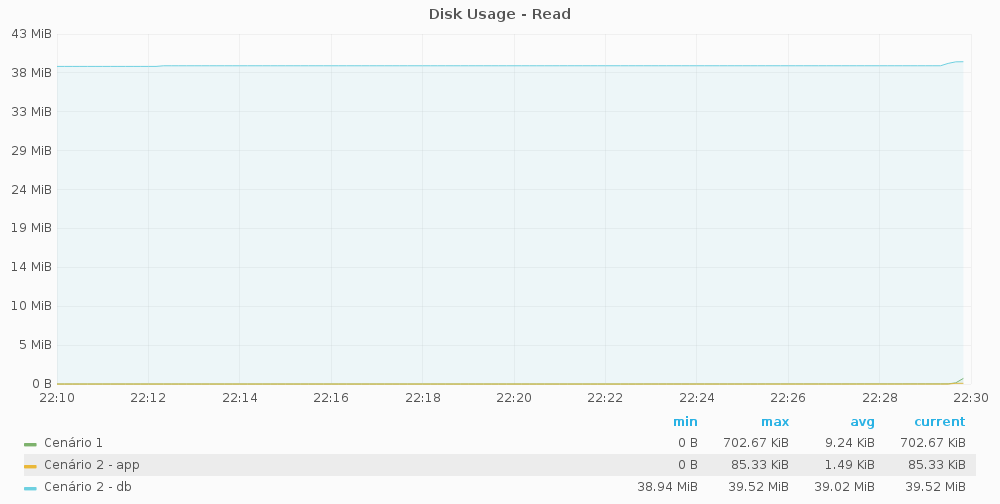 Disk Usage - Read
43 MiB
38 MiB
33 MiB
29 MiB
24 MiB
19 MiB
14 MiB
10 MiB
5 MiB
0 B
22:10 22:12 22:14 22:16 22:18 22:20 22:22 22:24 22:26 22:28 22:30
min max avg current
Cenário 1 0 B 702.67 KiB 9.24 KiB 702.67 KiB
Cenário 2 - app 0 B 85.33 KiB 1.49 KiB 85.33 KiB
Cenário 2 - db 38.94 MiB 39.52 MiB 39.02 MiB 39.52 MiB